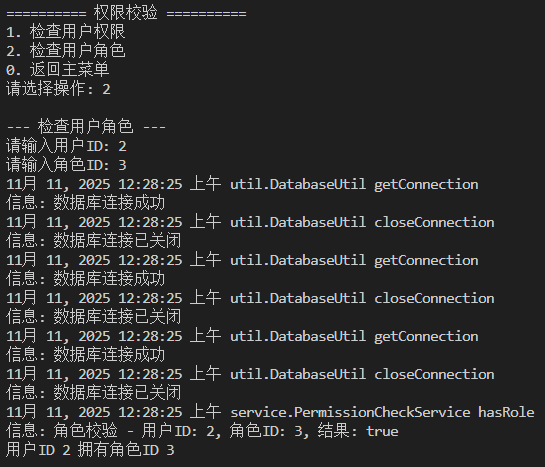 ========== 权限校验 ==========
1. 检查用户权限
2. 检查用户角色
0. 返回主菜单
请选择操作: 2
--- 检查用户角色 ---
请输入用户ID: 2
请输入角色ID: 3
11月 11, 2025 12:28:25 上午 util.DatabaseUtil getConnection
信息: 数据库连接成功
11月 11, 2025 12:28:25 上午 util.DatabaseUtil closeConnection
信息: 数据库连接已关闭
11月 11, 2025 12:28:25 上午 util.DatabaseUtil getConnection
信息: 数据库连接成功
11月 11, 2025 12:28:25 上午 util.DatabaseUtil closeConnection
信息: 数据库连接已关闭
11月 11, 2025 12:28:25 上午 util.DatabaseUtil getConnection
信息: 数据库连接成功
11月 11, 2025 12:28:25 上午 util.DatabaseUtil closeConnection
信息: 数据库连接已关闭
11月 11, 2025 12:28:25 上午 service.PermissionCheckService hasRole
信息: 角色校验 - 用户ID: 2, 角色ID: 3, 结果: true
用户ID 2 拥有角色ID 3